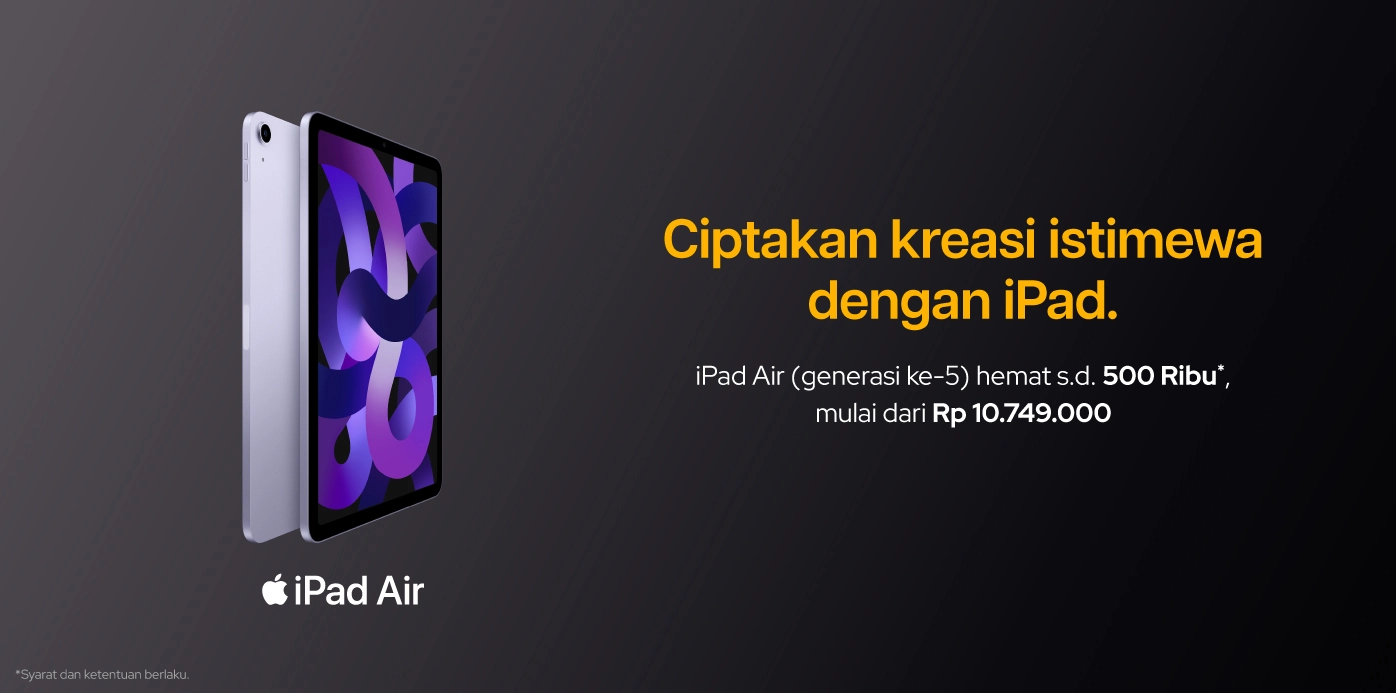 Ciptakan kreasi istimewa
dengan iPad.
iPad Air (generasi ke-5) hemat s.d. 500 Ribu*,
mulai dari Rp 10.749.000
iPad Air
*Syarat dan ketentuan berlaku.